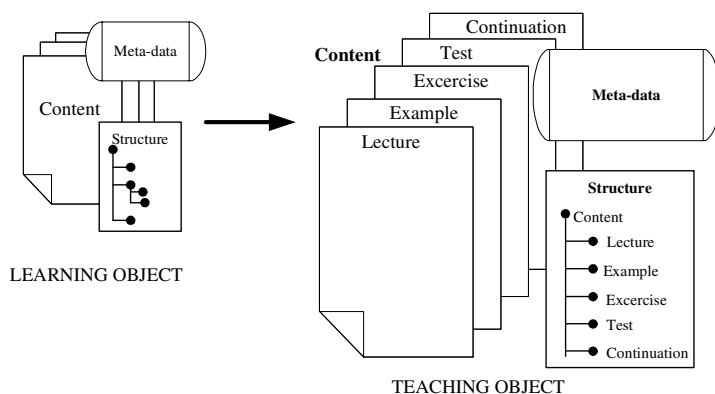 Meta-data
Content
Structure
LEARNING OBJECT
Content
Continuation
Test
Excercise
Example
Lecture
Meta-data
Structure
Content
Lecture
Example
Excercise
Test
Continuation
TEACHING OBJECT